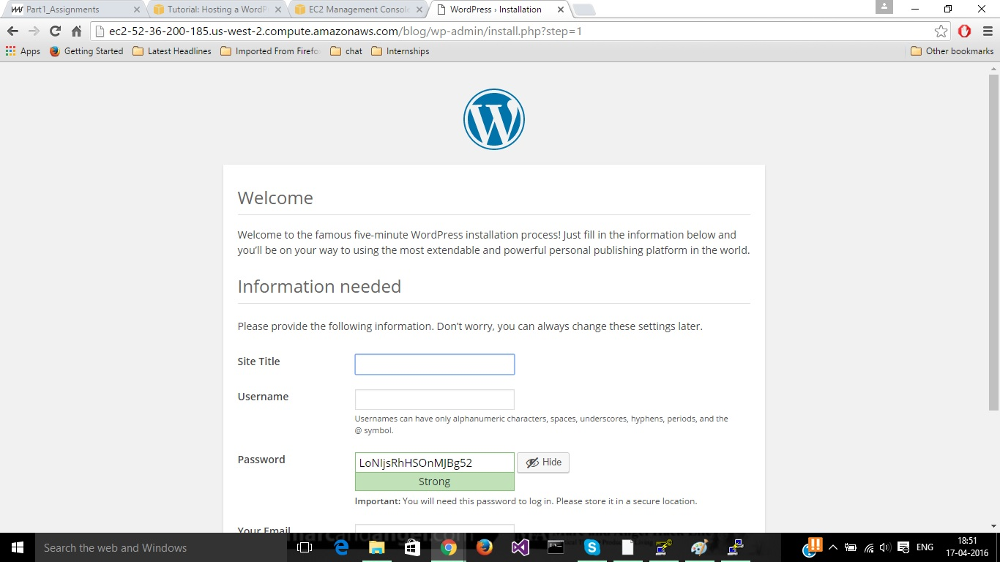 Part1_Assignments
Tutorial: Hosting a WordP
EC2 Management Console
WordPress › Installation
ec2-52-36-200-185.us-west-2.compute.amazonaws.com/blog/wp-admin/install.php?step=1
Apps
Getting Started
Latest Headlines
Imported From Firefo
chat
Internships
Other bookmarks
Welcome
Welcome to the famous five-minute WordPress installation process! Just fill in the information below and
you’ll be on your way to using the most extendable and powerful personal publishing platform in the world.
Information needed
Please provide the following information. Don’t worry, you can always change these settings later.
Site Title
Username
Usernames can have only alphanumeric characters, spaces, underscores, hyphens, periods, and the
@ symbol.
Password
LoNIjsRhHSOnMJBg52
Hide
Strong
Important: You will need this password to log in. Please store it in a secure location.
Your Email
Search the web and Windows
ENG
18:51
17-04-2016